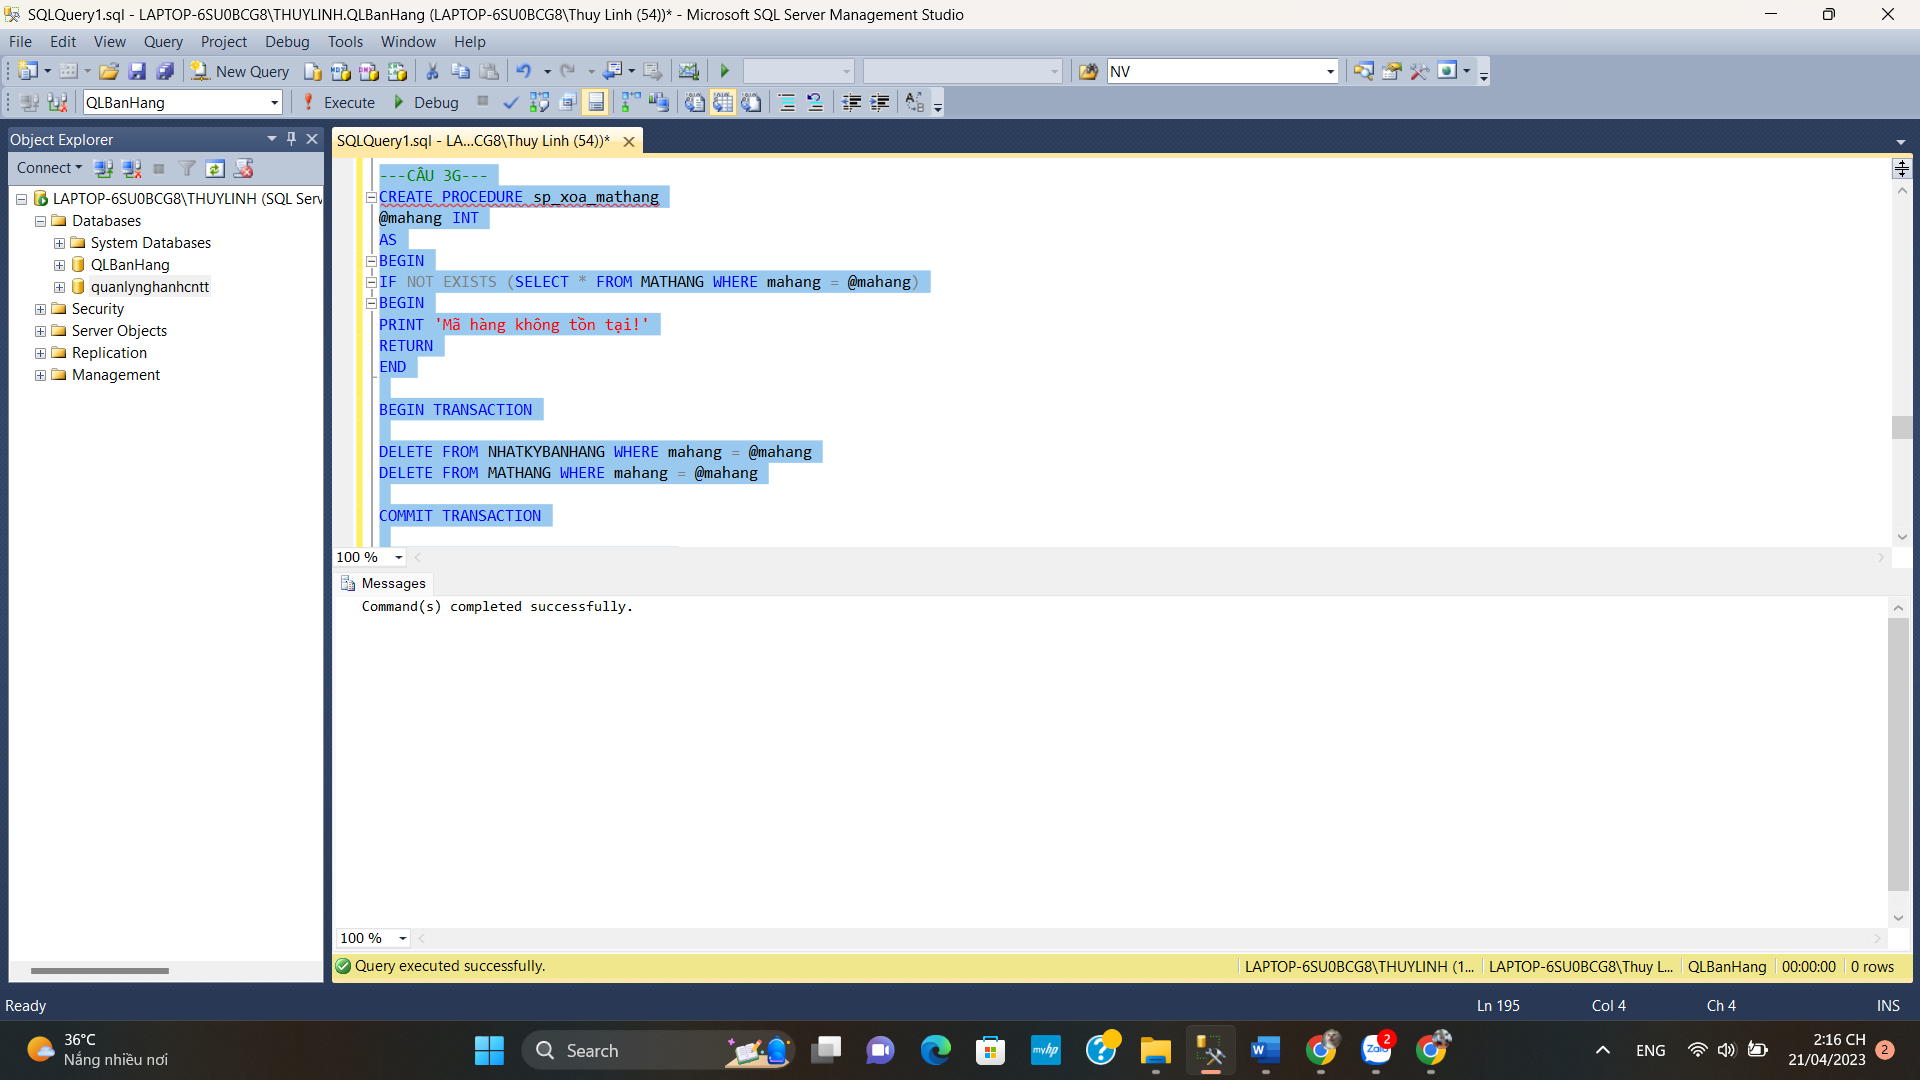 SQLQuery1.sql - LAPTOP-6SU0BCG8\THUYLINH.QLBanHang (LAPTOP-6SU0BCG8\Thuy Linh (54))* - Microsoft SQL Server Management Studio
File Edit View Query Project Debug Tools Window Help
New Query NV
QLBanHang Execute Debug
Object Explorer
Connect
LAPTOP-6SU0BCG8\THUYLINH (SQL Serv
Databases
System Databases
QLBanHang
quanlynghanhcntt
Security
Server Objects
Replication
Management
SQLQuery1.sql - LA...CG8\Thuy Linh (54))*
---CÂU 3G---
CREATE PROCEDURE sp_xoa_mathang
@mahang INT
AS
BEGIN
IF NOT EXISTS (SELECT * FROM MATHANG WHERE mahang = @mahang)
BEGIN
PRINT 'Mã hàng không tồn tại!'
RETURN
END
BEGIN TRANSACTION
DELETE FROM NHATKYBANHANG WHERE mahang = @mahang
DELETE FROM MATHANG WHERE mahang = @mahang
COMMIT TRANSACTION
100 %
Messages
Command(s) completed successfully.
100 %
Query executed successfully. LAPTOP-6SU0BCG8\THUYLINH (1... LAPTOP-6SU0BCG8\Thuy L... QLBanHang 00:00:00 0 rows
Ready Ln 195 Col 4 Ch 4 INS
36°C
Nắng nhiều nơi
Search
myhp
Zalo
2
ENG
2:16 CH
21/04/2023
2